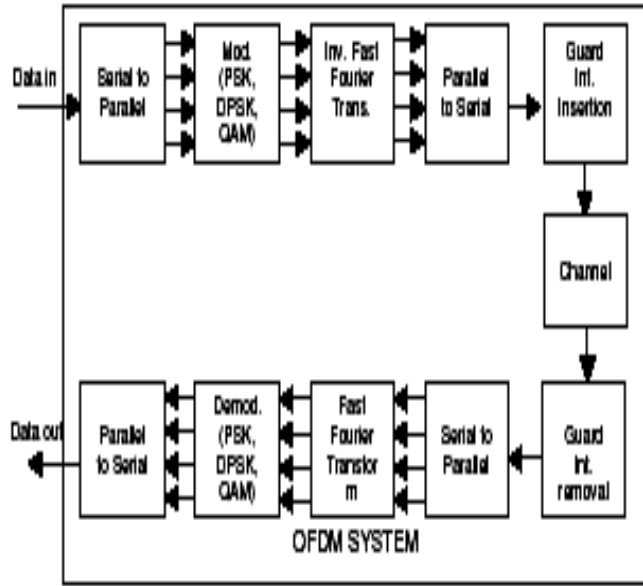 Data in
Serial to
Parallel
Mod.
(PSK,
DPSK,
QAM)
Inv. Fast
Fourier
Trans.
Parallel
to Serial
Guard
Int.
Insertion
Channel
Data out
Parallel
to Serial
Demod.
(PSK,
DPSK,
QAM)
Fast
Fourier
Transfor
m
Serial to
Parallel
Guard
Int.
removal
OFDM SYSTEM